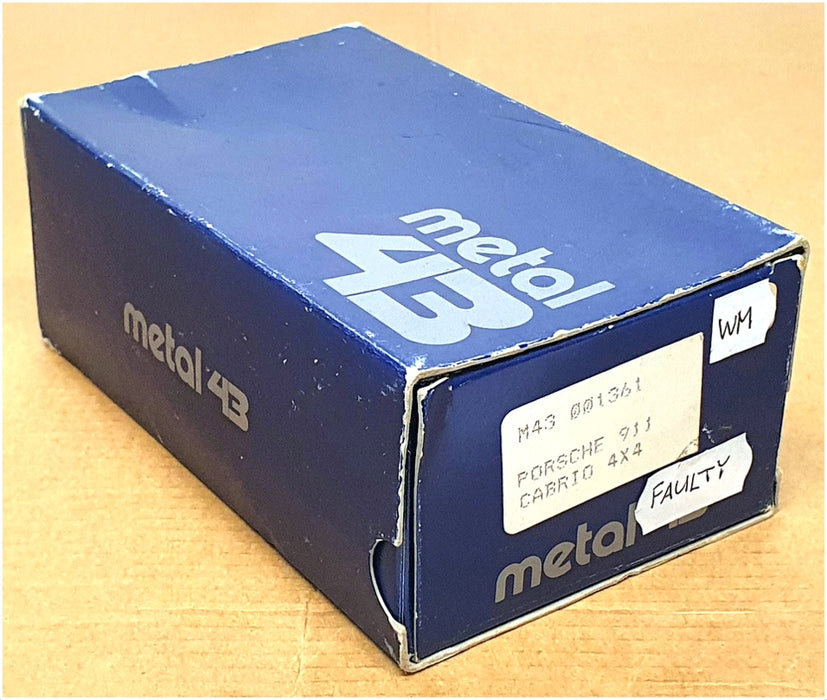 metal
43
metal 43
WM
M43 001361
PORSCHE 911
CABRIO 4X4
FAULTY
metal 43